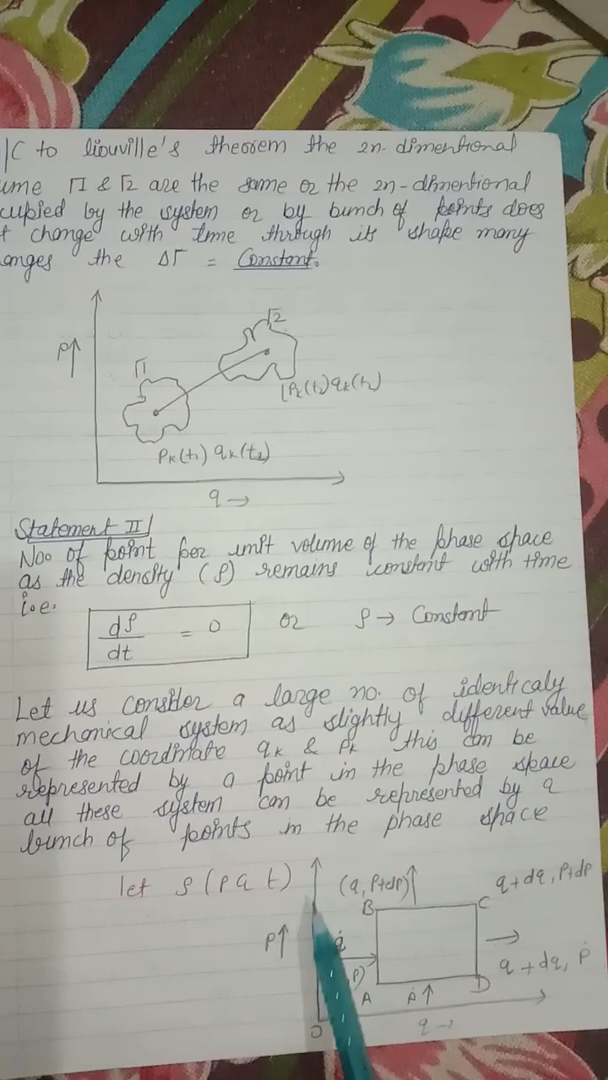 /C to liouville's theorem the 2n-dimentional
ume Γ1 & Γ2 are the same or the 2n-dimentional
cupied by the system or by bunch of points does
t change with time through its shape many
anges the ΔΓ = Constant.
P↑
Γ1
Γ2
(Pk(t2) qk(t2)
Pk(t1) qk(t1)
q →
Statement II
Noo of point per unit volume of the phase space
as the density (ρ) remains constant with time
i.e.
dρ/dt = 0 or ρ → Constant
Let us consider a large no. of identicaly
mechanical system as slightly different value
of the coordinate qk & Pk this can be
represented by a point in the phase space
all these system can be represented by a
bunch of points in the phase space
let ρ (p q t)
(q, P+dp)↑
q+dq, P+dp
B C
P↑
q̇ →
P)
q+dq, Ṗ
A Ṗ↑ D
O q →